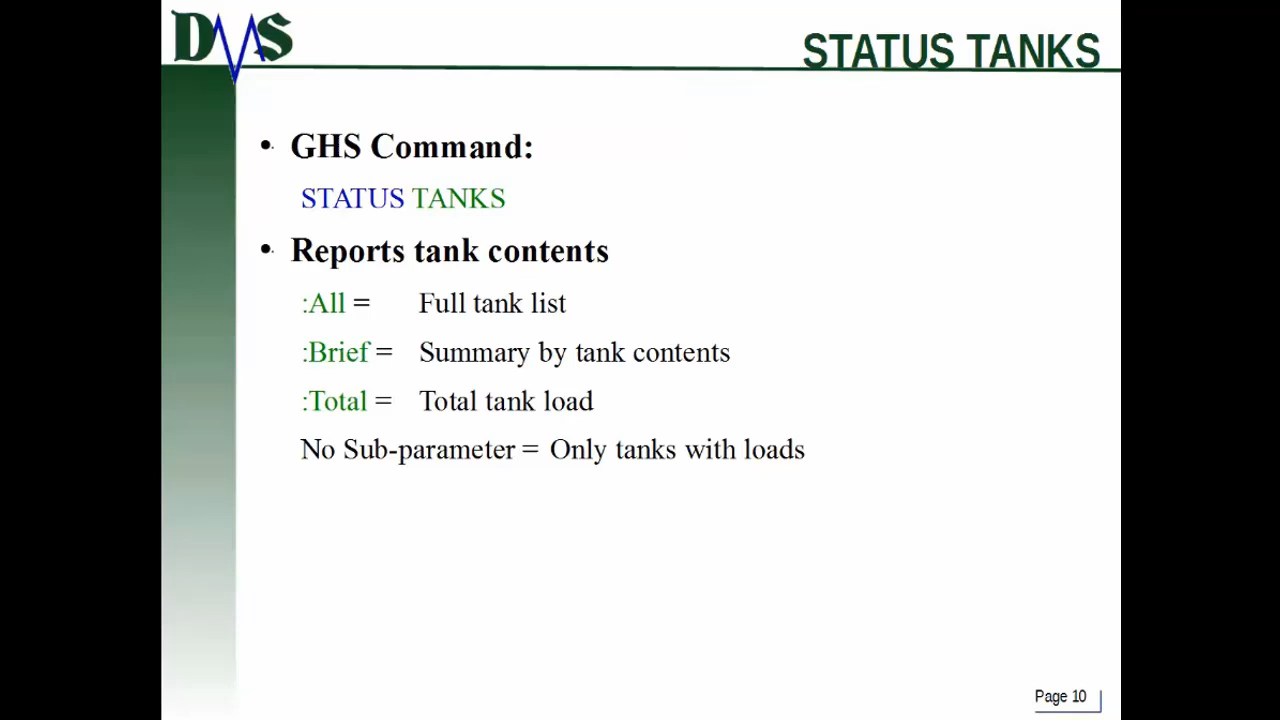 DMS
STATUS TANKS
• GHS Command:
STATUS TANKS
• Reports tank contents
:All = Full tank list
:Brief = Summary by tank contents
:Total = Total tank load
No Sub-parameter = Only tanks with loads
Page 10